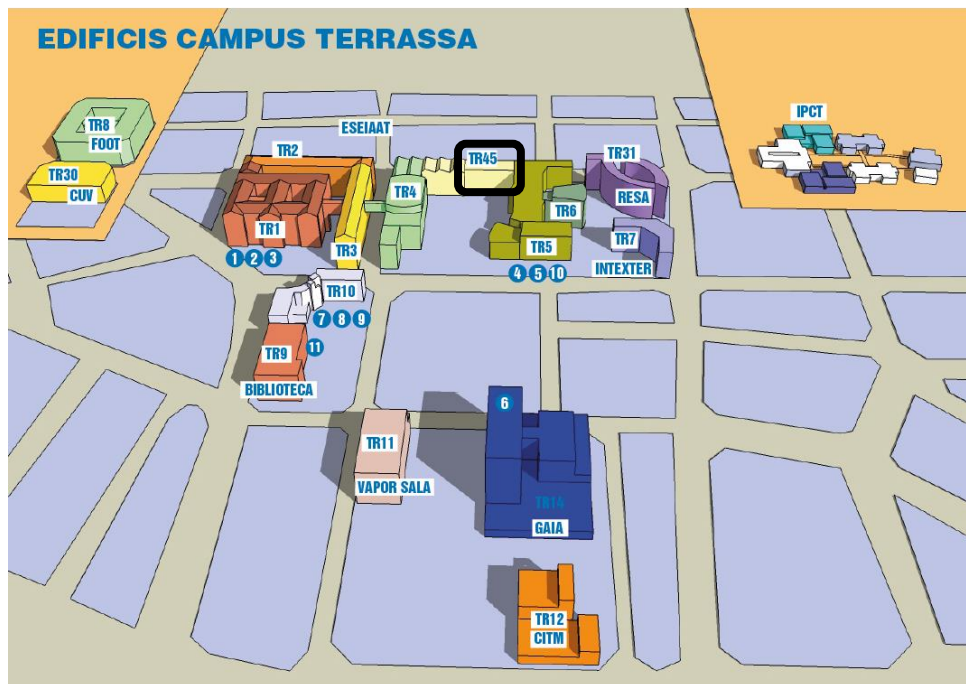 EDIFICIS CAMPUS TERRASSA
IPCT
TR8
FOOT
ESEIAAT
TR2
TR45
TR31
TR30
CUV
TR4
RESA
TR6
TR1
TR3
TR5
TR7
1 2 3
4 5 10
INTEXTER
TR10
7 8 9
TR9
11
BIBLIOTECA
6
TR11
VAPOR SALA
TR14
GAIA
TR12
CITM